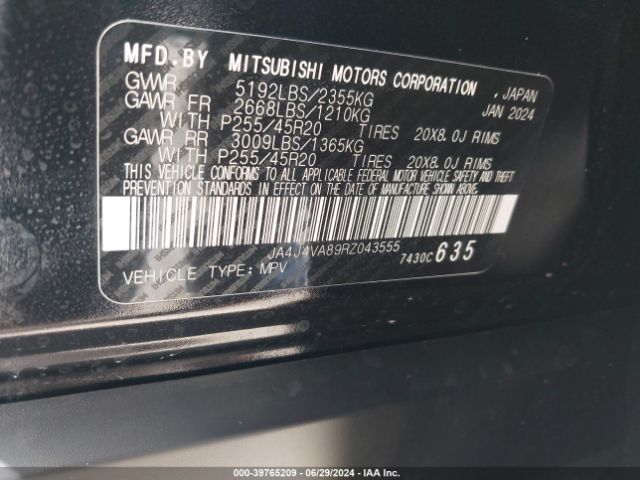 MFD. BY MITSUBISHI MOTORS CORPORATION , JAPAN
GVWR 5192LBS/2355KG JAN 2024
GAWR FR 2668LBS/1210KG
WITH P255/45R20 TIRES 20X8.0J RIMS
GAWR RR 3009LBS/1365KG
WITH P255/45R20 TIRES 20X8.0J RIMS
THIS VEHICLE CONFORMS TO ALL APPLICABLE FEDERAL MOTOR VEHICLE SAFETY AND THEFT
PREVENTION STANDARDS IN EFFECT ON THE DATE OF MANUFACTURE SHOWN ABOVE.
JA4J4VA89RZ043555 7430C 635
VEHICLE TYPE: MPV
000-39765209 - 06/29/2024 - IAA Inc.